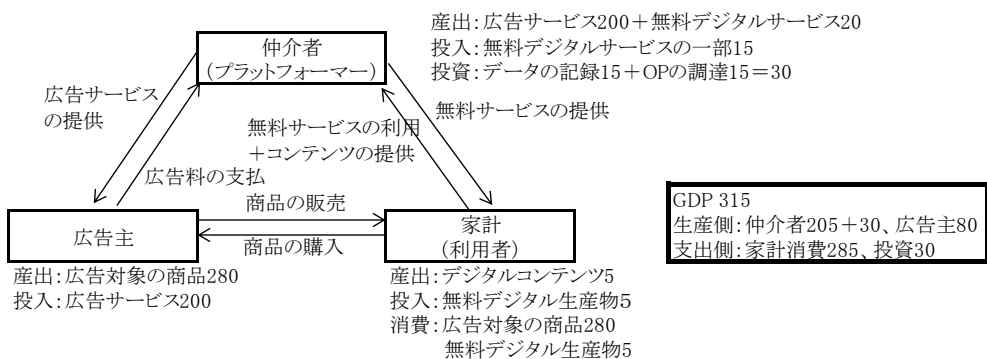 産出：広告サービス200＋無料デジタルサービス20
投入：無料デジタルサービスの一部15
投資：データの記録15＋OPの調達15＝30
仲介者
（プラットフォーマー）
広告サービス
の提供
無料サービスの提供
無料サービスの利用
＋コンテンツの提供
広告料の支払
商品の販売
広告主
家計
（利用者）
商品の購入
GDP 315
生産側：仲介者205＋30、広告主80
支出側：家計消費285、投資30
産出：広告対象の商品280
投入：広告サービス200
産出：デジタルコンテンツ5
投入：無料デジタル生産物5
消費：広告対象の商品280
無料デジタル生産物5